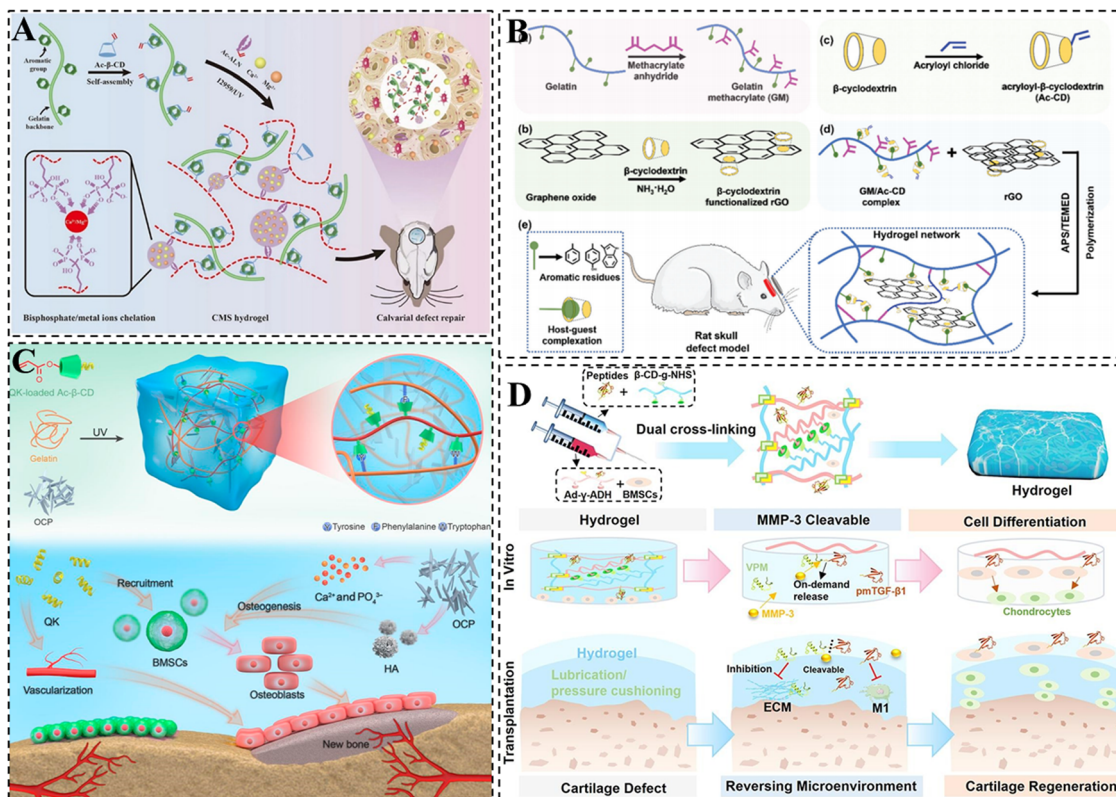 A
Aromatic
group
Gelatin
backbone
Ac-β-CD
Self-assembly
Ac-ALN
Ca²⁺
Mg²⁺
I2959/UV
Ca²⁺/Mg²⁺
Bisphosphate/metal ions chelation
CMS hydrogel
Calvarial defect repair
B
Gelatin
Methacrylate
anhydride
Gelatin
methacrylate (GM)
(c)
β-cyclodextrin
Acryloyl chloride
acryloyl-β-cyclodextrin
(Ac-CD)
(b)
Graphene oxide
β-cyclodextrin
NH₃·H₂O
β-cyclodextrin
functionalized rGO
(d)
GM/Ac-CD
complex
+
rGO
APS/TEMED
Polymerization
(e)
Aromatic residues
Host-guest
complexation
Rat skull
defect model
Hydrogel network
C
QK-loaded Ac-β-CD
Gelatin
OCP
UV
Tyrosine
Phenylalanine
Tryptophan
QK
Recruitment
BMSCs
Vascularization
Osteogenesis
Ca²⁺ and PO₄³⁻
OCP
HA
Osteoblasts
New bone
D
Peptides
β-CD-g-NHS
+
Ad-γ-ADH
BMSCs
+
Dual cross-linking
Hydrogel
Hydrogel
MMP-3 Cleavable
Cell Differentiation
In Vitro
VPM
On-demand
release
pmTGF-β1
MMP-3
Chondrocytes
Transplantation
Hydrogel
Lubrication/
pressure cushioning
Inhibition
Cleavable
ECM
M1
Cartilage Defect
Reversing Microenvironment
Cartilage Regeneration